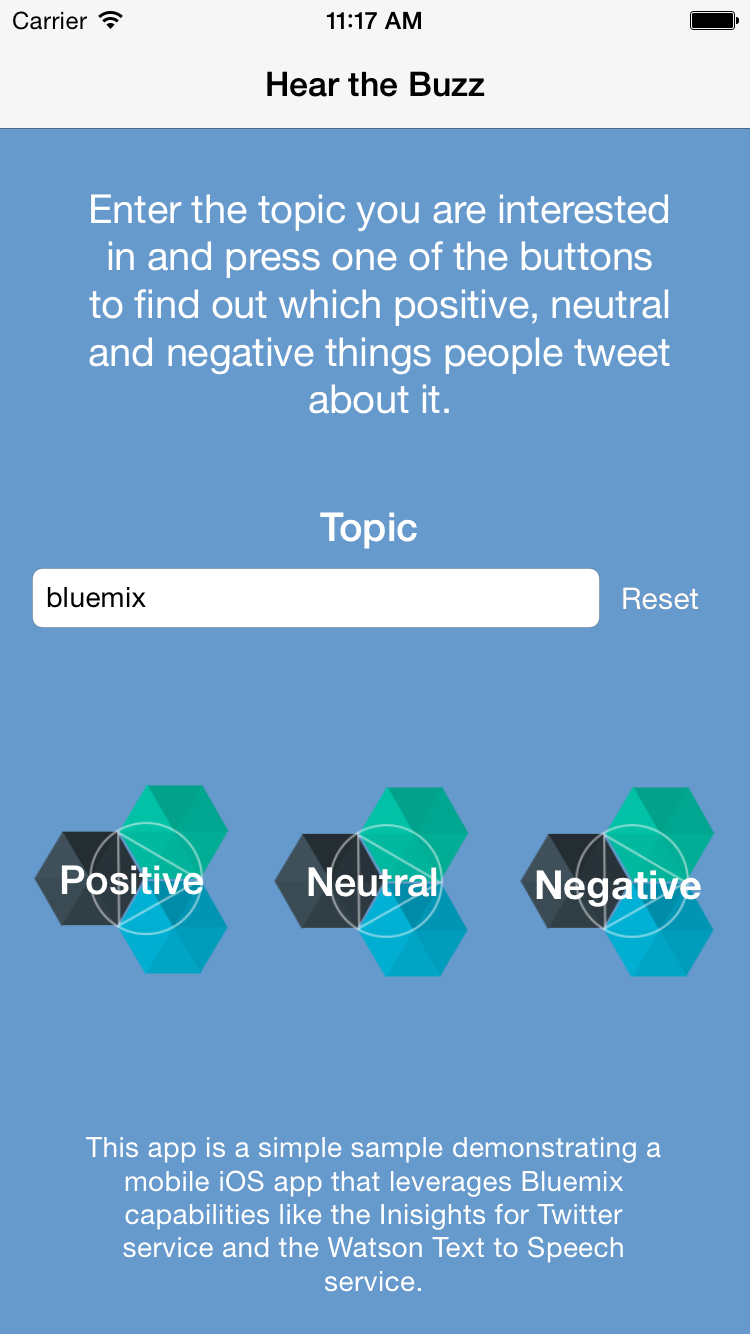 Carrier 11:17 AM
Hear the Buzz
Enter the topic you are interested
in and press one of the buttons
to find out which positive, neutral
and negative things people tweet
about it.
Topic
bluemix Reset
Positive Neutral Negative
This app is a simple sample demonstrating a
mobile iOS app that leverages Bluemix
capabilities like the Inisights for Twitter
service and the Watson Text to Speech
service.